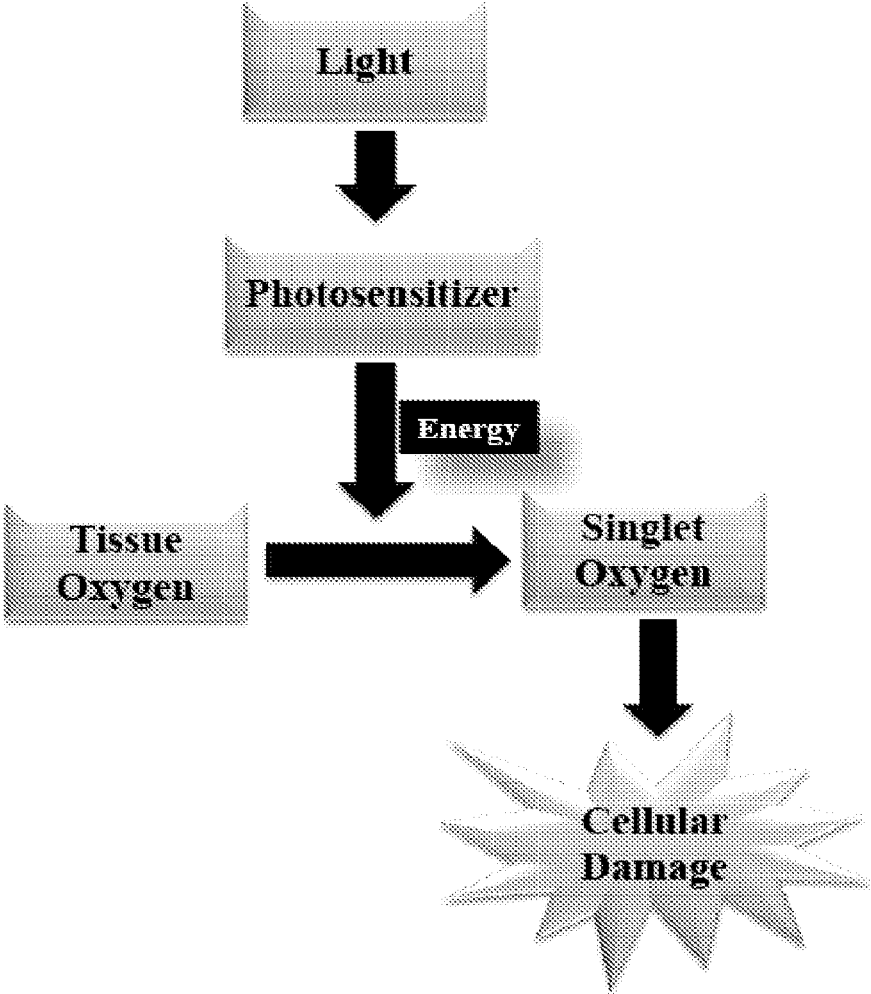 Light
Photosensitizer
Energy
Tissue
Oxygen
Singlet
Oxygen
Cellular
Damage